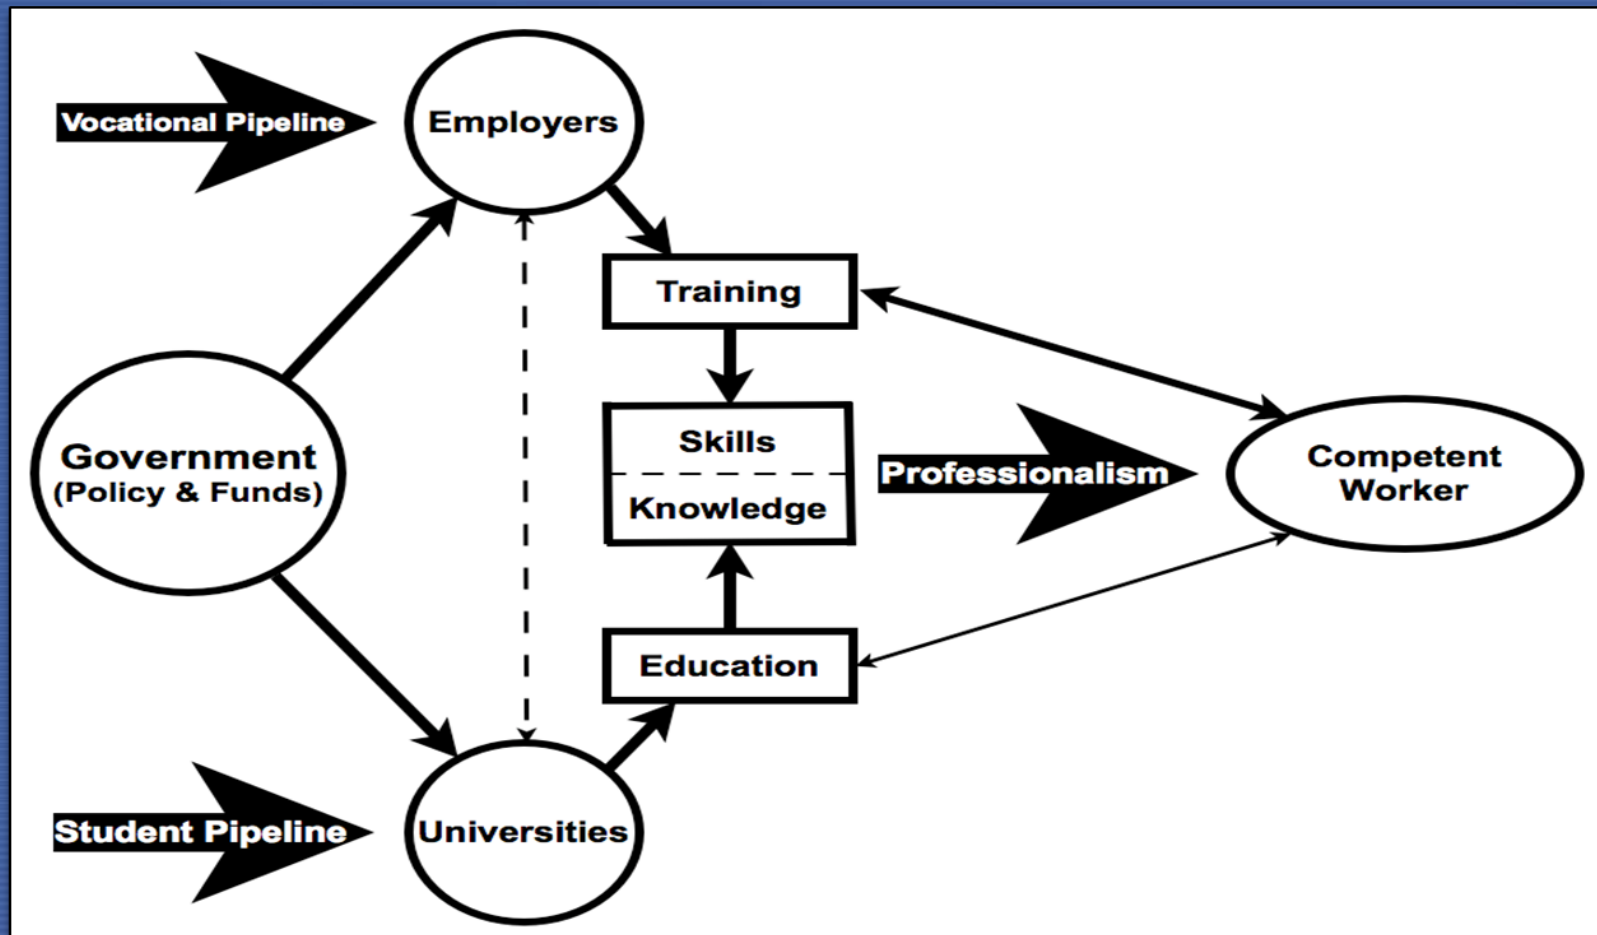 Vocational Pipeline
Employers
Training
Government
(Policy & Funds)
Skills
Knowledge
Professionalism
Competent
Worker
Education
Student Pipeline
Universities